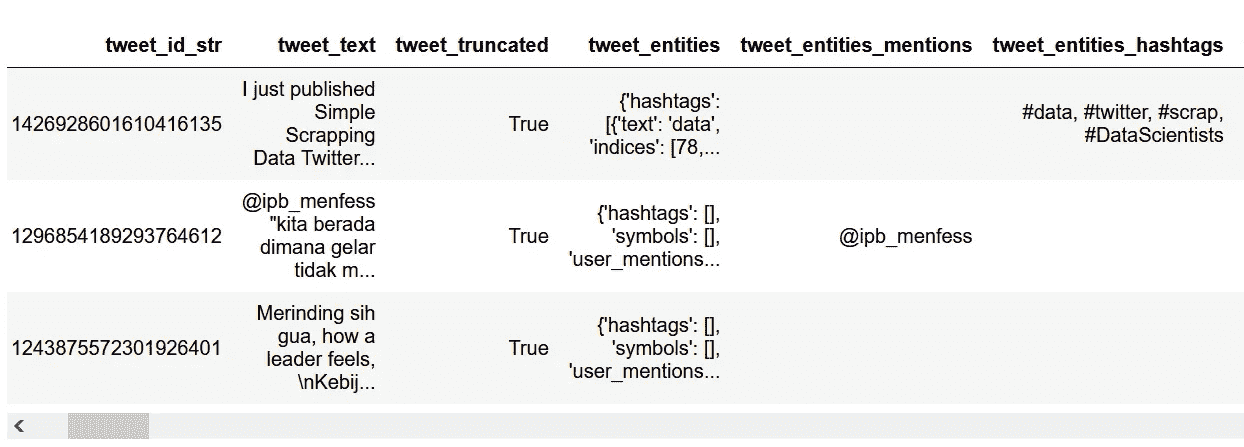 tweet_id_str tweet_text tweet_truncated tweet_entities tweet_entities_mentions tweet_entities_hashtags
1426928601610416135
I just published
Simple
Scrapping
Data Twitter...
True
{'hashtags':
[{'text': 'data',
'indices': [78,...
#data, #twitter, #scrap,
#DataScientists
1296854189293764612
@ipb_menfess
"kita berada
dimana gelar
tidak m...
True
{'hashtags': [],
'symbols': [],
'user_mentions...
@ipb_menfess
1243875572301926401
Merinding sih
gua, how a
leader feels,
\nKebij...
True
{'hashtags': [],
'symbols': [],
'user_mentions...